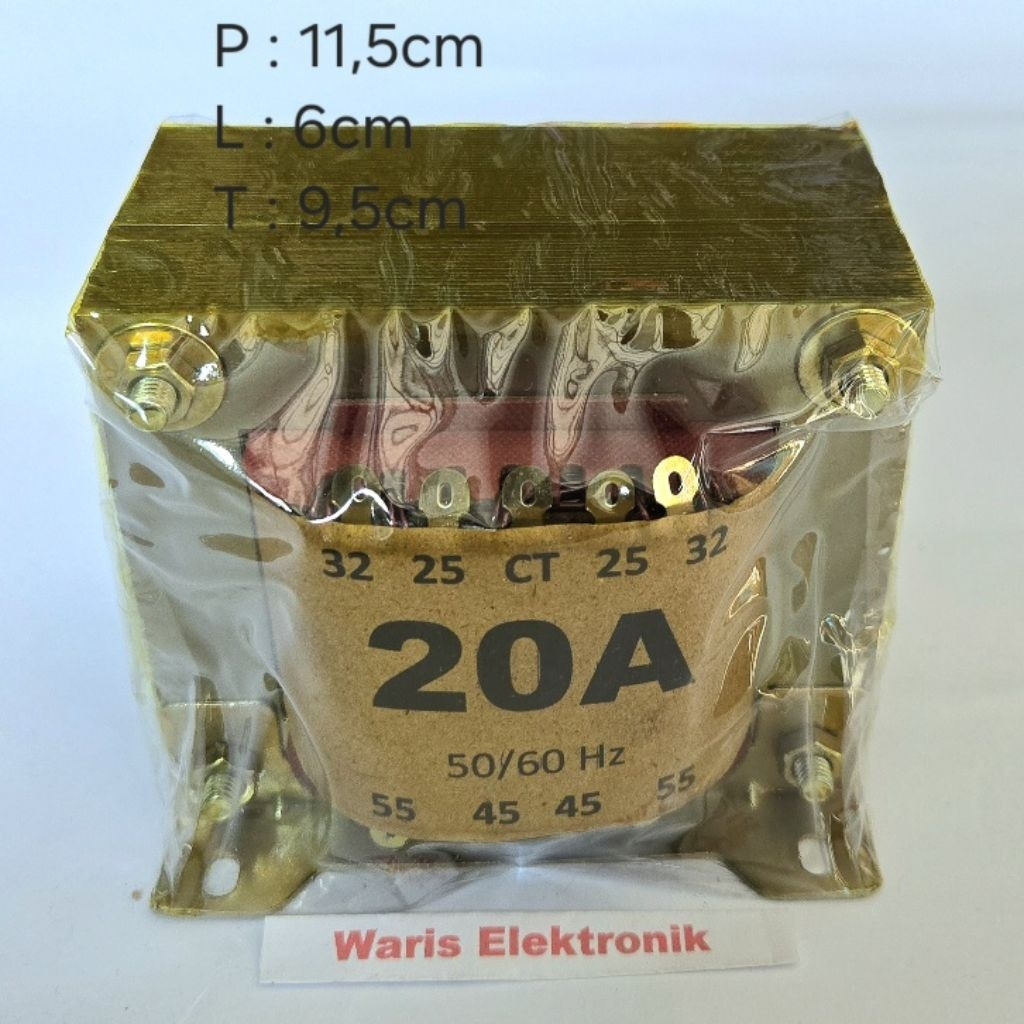 P : 11,5cm
L : 6cm
T : 9,5cm
32 25 CT 25 32
20A
50/60 Hz
55 45 45 55
Waris Elektronik